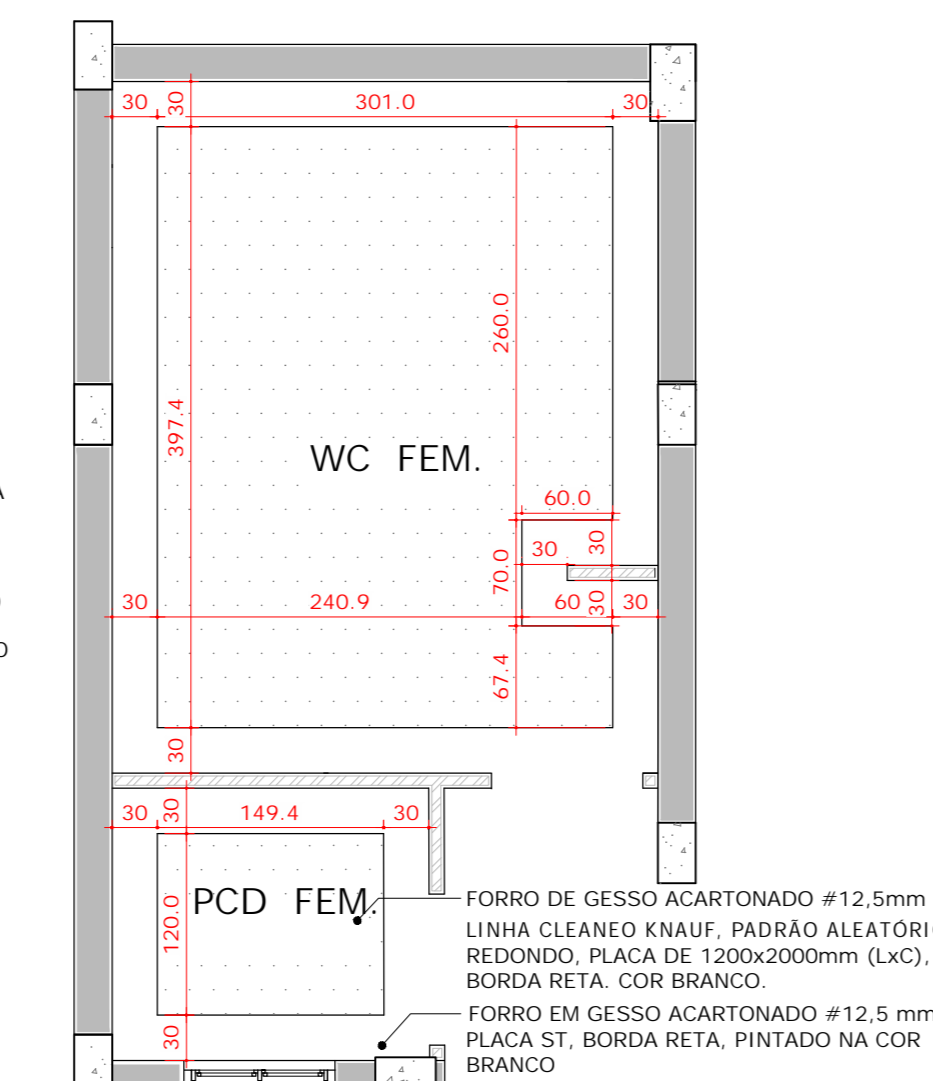 30
30
301.0
30
260.0
397.4
WC FEM.
A
60.0
30
30
70.0
30
240.9
60
30
30
O
67.4
30
30
30
149.4
30
120.0
PCD FEM.
30
FORRO DE GESSO ACARTONADO #12,5mm
LINHA CLEANEO KNAUF, PADRÃO ALEATÓRI
REDONDO, PLACA DE 1200x2000mm (LxC),
BORDA RETA. COR BRANCO.
FORRO EM GESSO ACARTONADO #12,5 mm
PLACA ST, BORDA RETA, PINTADO NA COR
BRANCO